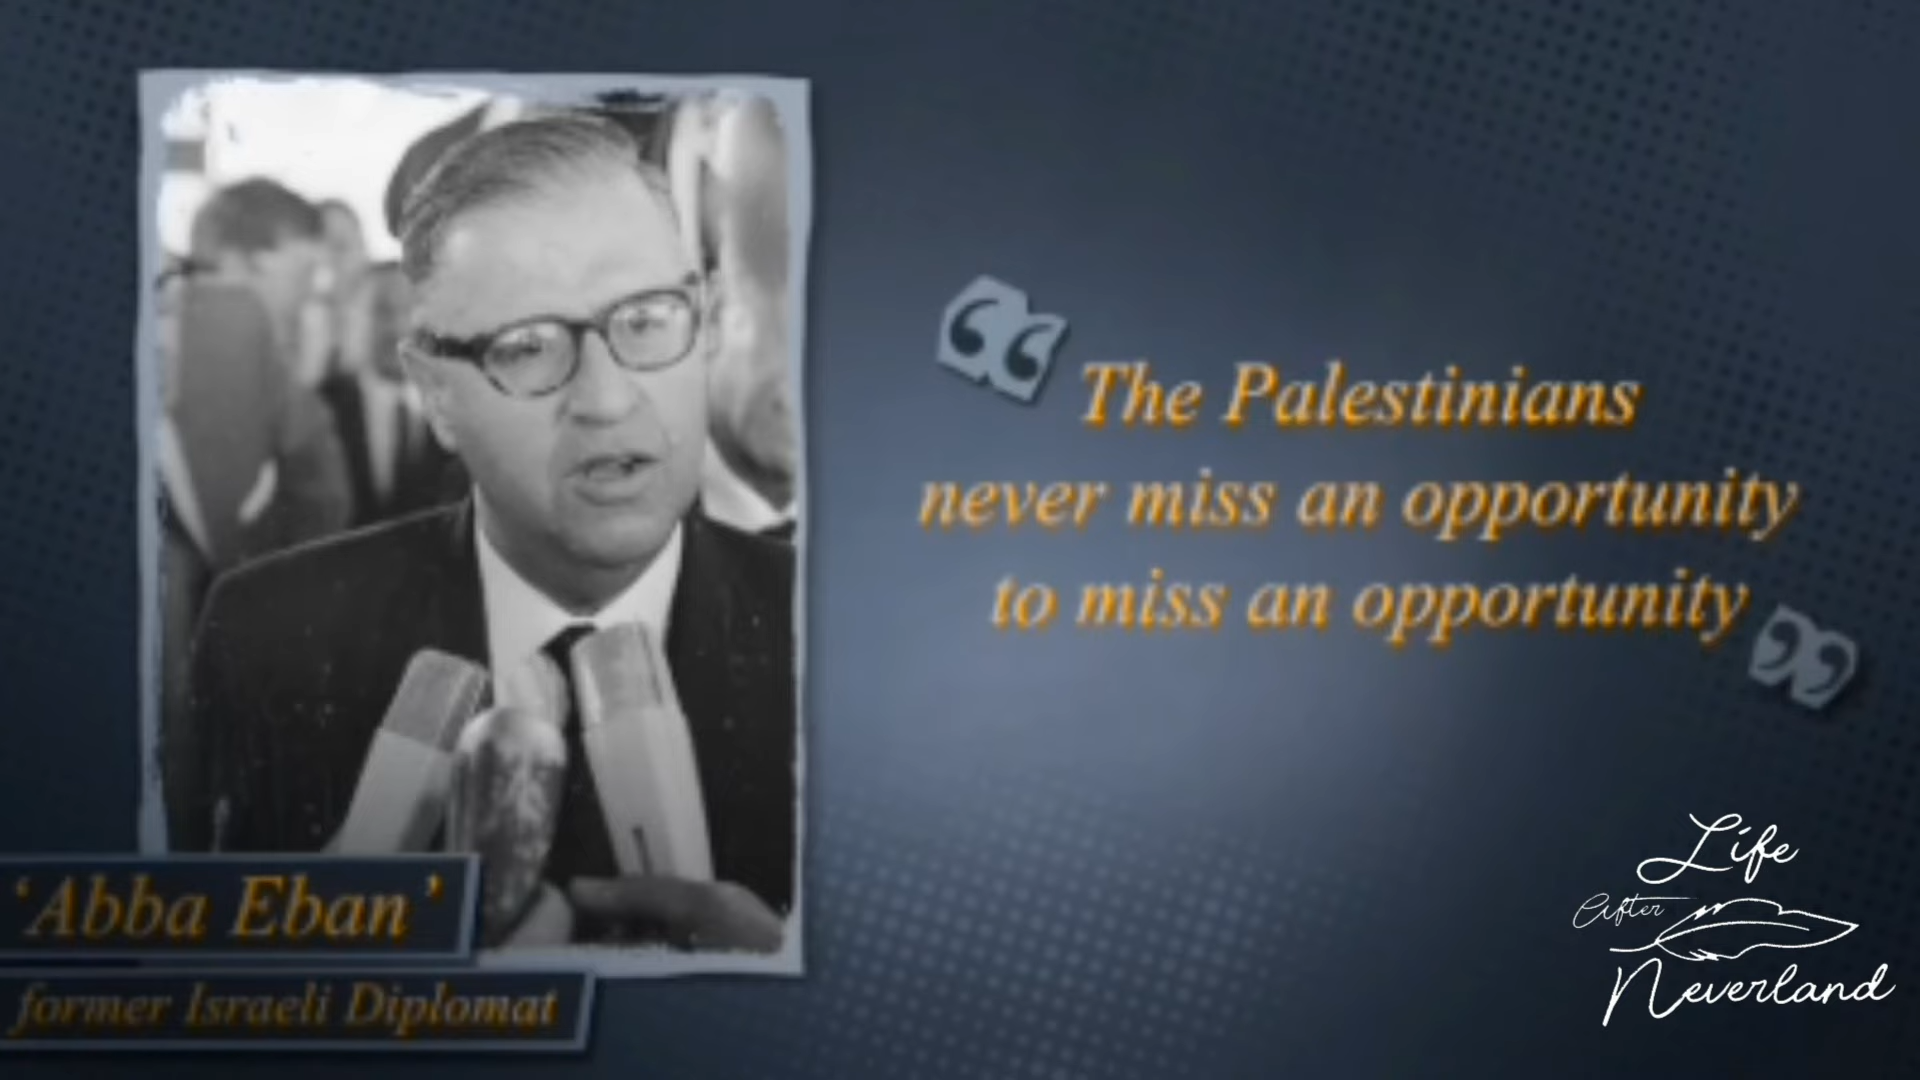 “The Palestinians
never miss an opportunity
to miss an opportunity”
‘Abba Eban’
former Israeli Diplomat
Life
After
Neverland